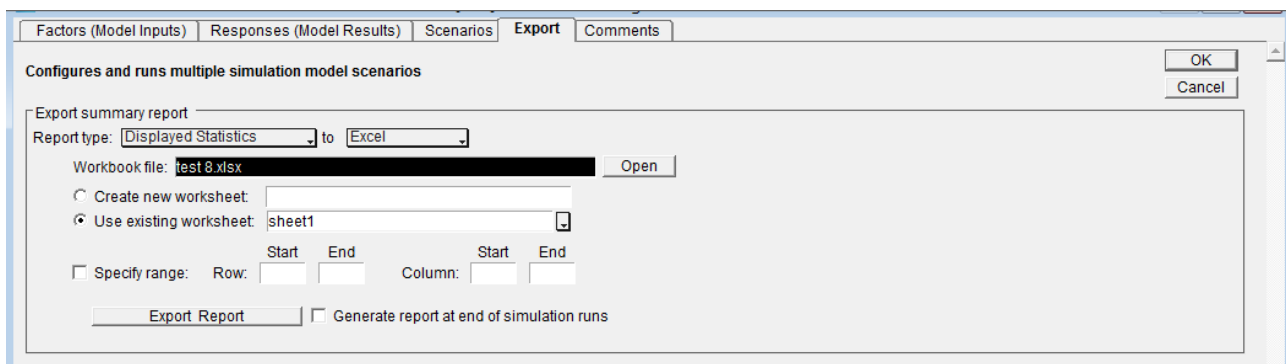 Factors (Model Inputs) Responses (Model Results) Scenarios Export Comments
OK
Configures and runs multiple simulation model scenarios
Cancel
Export summary report
Report type: Displayed Statistics to Excel
Workbook file: test 8.xlsx Open
Create new worksheet:
Use existing worksheet: sheet1
Start End Start End
Specify range: Row: Column:
Export Report Generate report at end of simulation runs